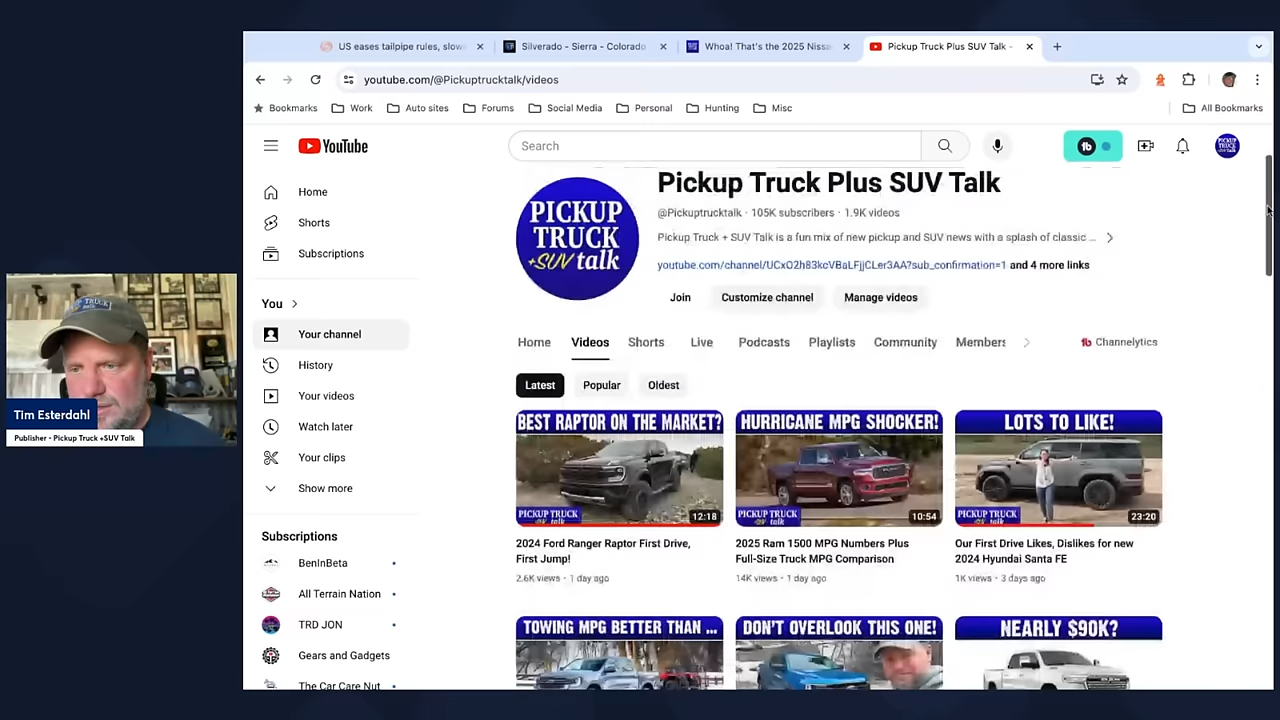 US eases tailpipe rules, slow
Silverado - Sierra - Colorado
Whoa! That's the 2025 Nissa
Pickup Truck Plus SUV Talk -
youtube.com/@Pickuptrucktalk/videos
Bookmarks
Work
Auto sites
Forums
Social Media
Personal
Hunting
Misc
All Bookmarks
YouTube
Search
Home
Shorts
Subscriptions
You
Your channel
History
Your videos
Watch later
Your clips
Show more
Subscriptions
BenInBeta
All Terrain Nation
TRD JON
Gears and Gadgets
The Car Care Nut
PICKUP
TRUCK
+SUV talk
Pickup Truck Plus SUV Talk
@Pickuptrucktalk · 105K subscribers · 1.9K videos
Pickup Truck + SUV Talk is a fun mix of new pickup and SUV news with a splash of classic ...
youtube.com/channel/UCxO2h83kcVBaLFjjCLer3AA?sub_confirmation=1 and 4 more links
Join
Customize channel
Manage videos
Home
Videos
Shorts
Live
Podcasts
Playlists
Community
Members
Channelytics
Latest
Popular
Oldest
BEST RAPTOR ON THE MARKET?
PICKUP TRUCK
+SUV talk
12:18
2024 Ford Ranger Raptor First Drive,
First Jump!
2.6K views · 1 day ago
HURRICANE MPG SHOCKER!
PICKUP TRUCK
+SUV talk
10:54
2025 Ram 1500 MPG Numbers Plus
Full-Size Truck MPG Comparison
14K views · 1 day ago
LOTS TO LIKE!
PICKUP TRUCK
+SUV talk
23:20
Our First Drive Likes, Dislikes for new
2024 Hyundai Santa FE
1K views · 3 days ago
TOWING MPG BETTER THAN ...
DON'T OVERLOOK THIS ONE!
NEARLY $90K?
Tim Esterdahl
Publisher - Pickup Truck +SUV Talk